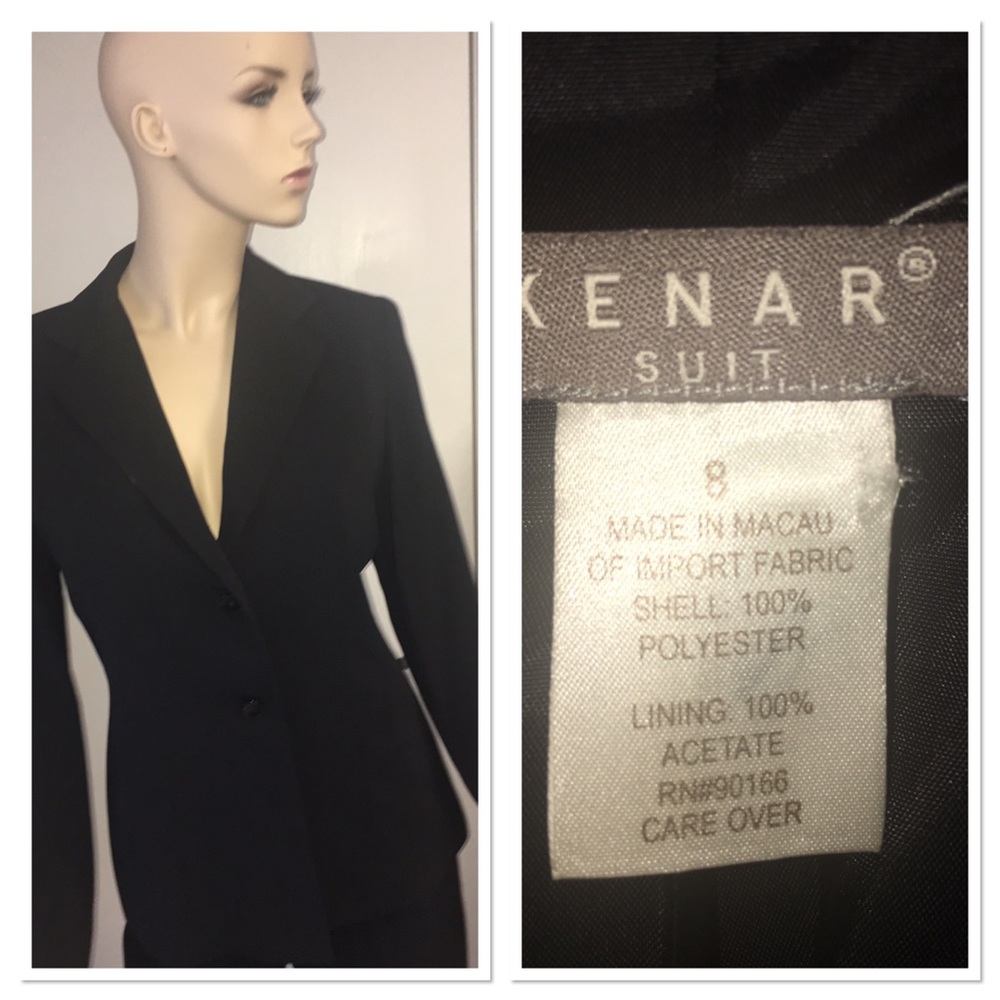 KENAR®
SUIT
8
MADE IN MACAU
OF IMPORT FABRIC
SHELL: 100%
POLYESTER
LINING: 100%
ACETATE
RN#90166
CARE OVER